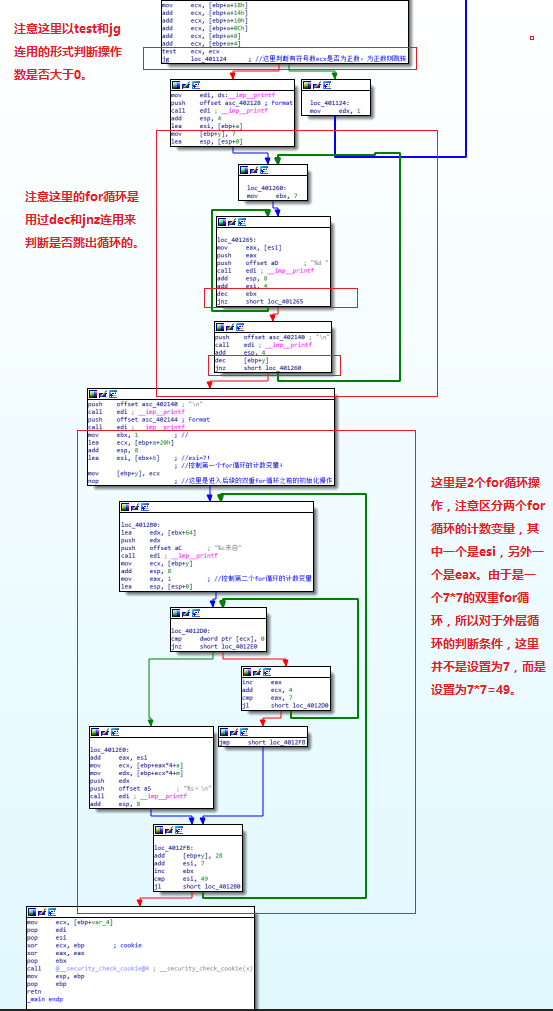 mov ecx, [ebp+a+18h]
add ecx, [ebp+a+14h]
add ecx, [ebp+a+10h]
add ecx, [ebp+a+0Ch]
add ecx, [ebp+a+8]
add ecx, [ebp+a+4]
test ecx, ecx
jg loc_401124 ; //这里判断有符号数ecx是否为正数，为正数则跳转
注意这里以test和jg
连用的形式判断操作
数是否大于0。
mov edi, ds:__imp__printf
push offset asc_402128 ; Format
call edi ; __imp__printf
add esp, 4
lea esi, [ebp+a]
mov [ebp+y], 7
lea esp, [esp+0]
loc_401124:
mov edx, 1
注意这里的for循环是
用过dec和jnz连用来
判断是否跳出循环的。
loc_401260:
mov ebx, 7
loc_401265:
mov eax, [esi]
push eax
push offset aD ; "%d "
call edi ; __imp__printf
add esp, 8
add esi, 4
dec ebx
jnz short loc_401265
push offset asc_402140 ; "\n"
call edi ; __imp__printf
add esp, 4
dec [ebp+y]
jnz short loc_401260
push offset asc_402140 ; "\n"
call edi ; __imp__printf
push offset asc_402144 ; Format
call edi ; __imp__printf
mov ebx, 1 ; //
lea ecx, [ebp+a+20h]
add esp, 8
lea esi, [ebx+6] ; //esi=7!
; //控制第一个for循环的计数变量!
mov [ebp+y], ecx
nop ; //这里是进入后续的双重for循环之前的初始化操作
这里是2个for循环操
作，注意区分两个for
循环的计数变量，其
中一个是esi，另外一
个是eax。由于是一
个7*7的双重for循
环，所以对于外层循
环的判断条件，这里
并不是设置为7，而是
设置为7*7=49。
loc_4012B0:
lea edx, [ebx+64]
push edx
push offset aC ; "%c来自"
call edi ; __imp__printf
mov ecx, [ebp+y]
add esp, 8
mov eax, 1 ; //控制第二个for循环的计数变量
lea esp, [esp+0]
loc_4012D0:
cmp dword ptr [ecx], 0
jnz short loc_4012E0
inc eax
add ecx, 4
cmp eax, 7
jl short loc_4012D0
loc_4012E0:
add eax, esi
mov ecx, [ebp+eax*4+a]
mov edx, [ebp+ecx*4+m]
push edx
push offset aS ; "%s。\n"
call edi ; __imp__printf
add esp, 8
jmp short loc_4012F8
loc_4012F8:
add [ebp+y], 28
add esi, 7
inc ebx
cmp esi, 49
jl short loc_4012B0
mov ecx, [ebp+var_4]
pop edi
pop esi
xor ecx, ebp ; cookie
xor eax, eax
pop ebx
call @__security_check_cookie@4 ; __security_check_cookie(x)
mov esp, ebp
pop ebp
retn
_main endp